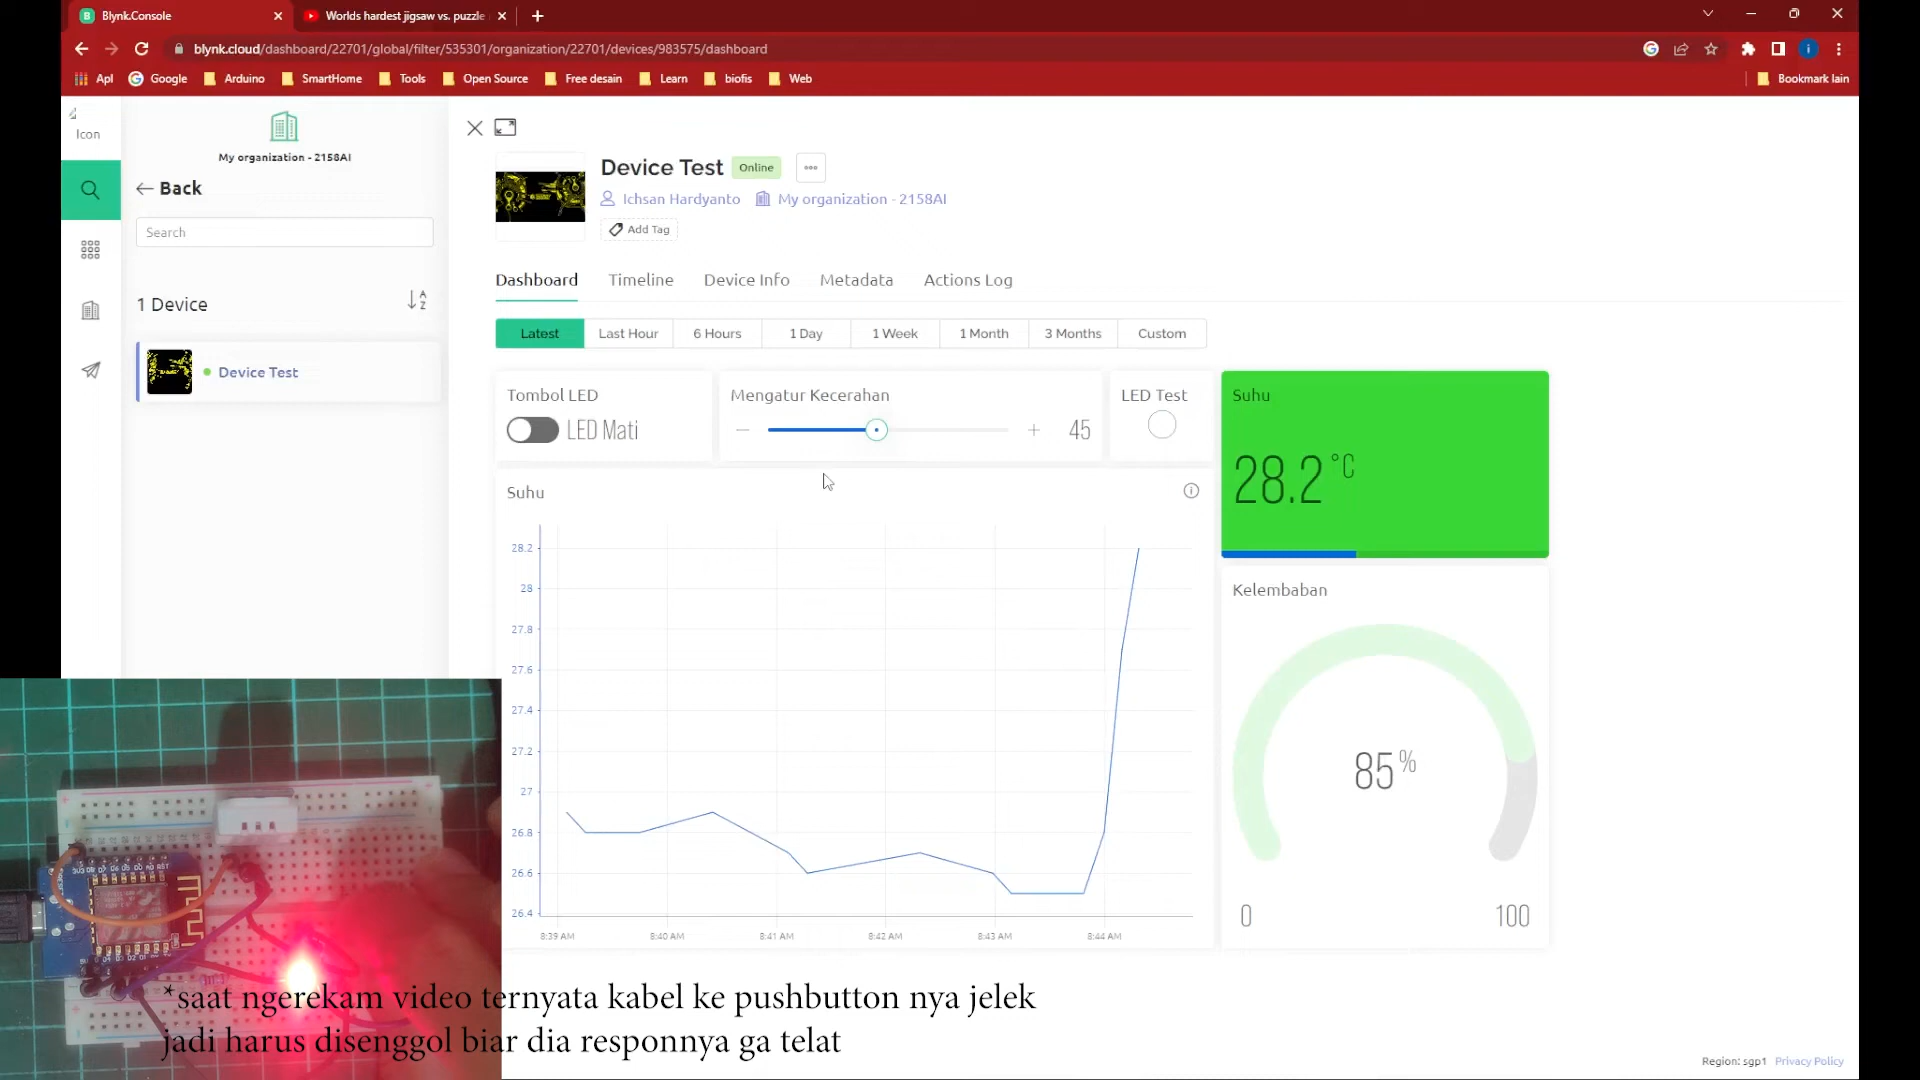 Blynk.Console
Worlds hardest jigsaw vs. puzzle
blynk.cloud/dashboard/22701/global/filter/535301/organization/22701/devices/983575/dashboard
i
Apl
Google
Arduino
SmartHome
Tools
Open Source
Free desain
Learn
biofis
Web
Bookmark lain
Icon
My organization - 2158AI
Back
Search
1 Device
Device Test
Device Test
Online
Ichsan Hardyanto
My organization - 2158AI
Add Tag
Dashboard
Timeline
Device Info
Metadata
Actions Log
Latest
Last Hour
6 Hours
1 Day
1 Week
1 Month
3 Months
Custom
Tombol LED
LED Mati
Mengatur Kecerahan
45
LED Test
Suhu
28.2 °C
Suhu
28.2
28
27.8
27.6
27.4
27.2
27
26.8
26.6
26.4
8:39 AM
8:40 AM
8:41 AM
8:42 AM
8:43 AM
8:44 AM
Kelembaban
85 %
0
100
*saat ngerekam video ternyata kabel ke pushbutton nya jelek
jadi harus disenggol biar dia responnya ga telat
Region: sgp1
Privacy Policy